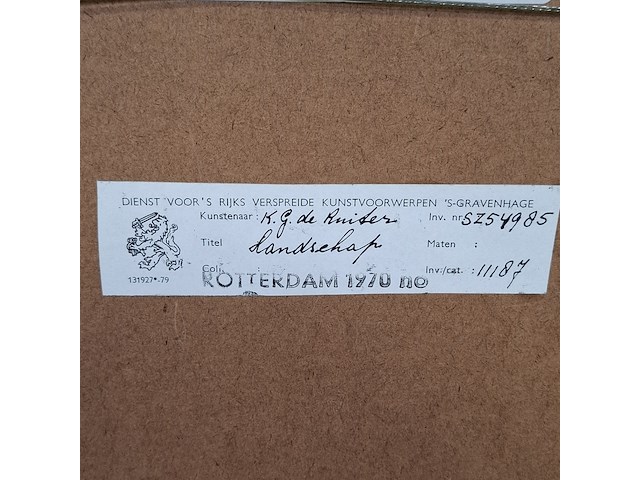 DIENST VOOR'S RIJKS VERSPREIDE KUNSTVOORWERPEN 'S-GRAVENHAGE
Kunstenaar : K.G. de Ruiter Inv. nr SZ54985
Titel Landschap Maten :
Coll. : Inv./cat. : 11187
131927*-79 ROTTERDAM 1970 no